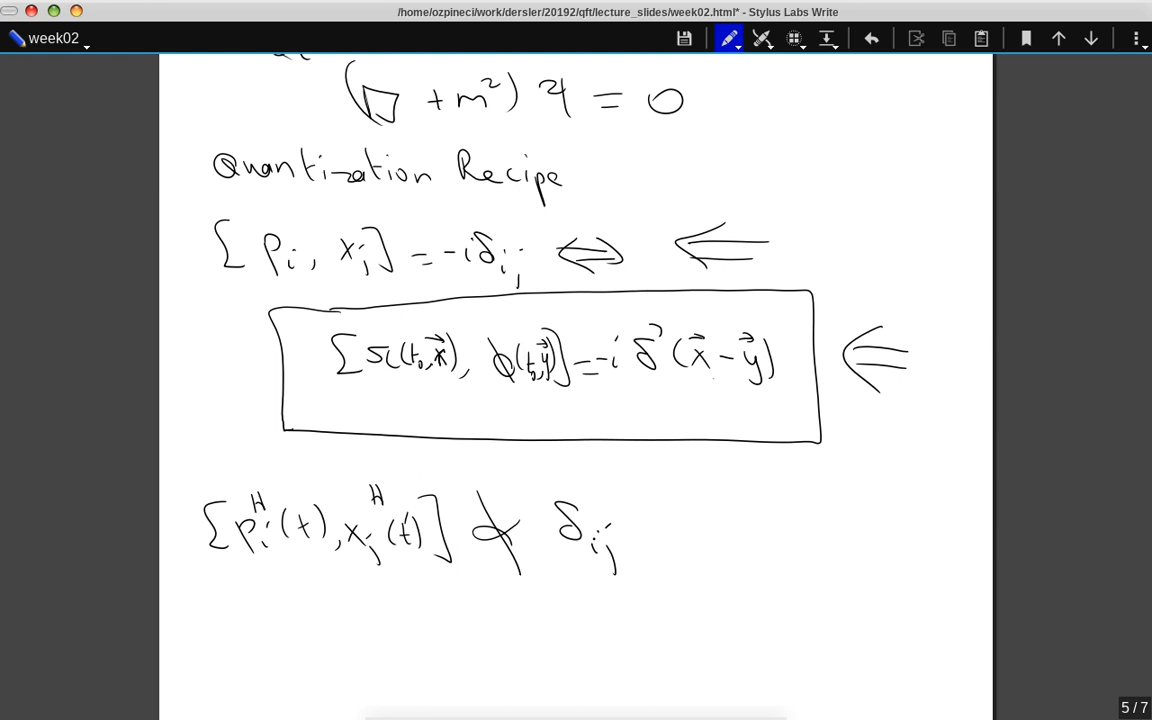 /home/ozpineci/work/dersler/20192/qft/lecture_slides/week02.html* - Stylus Labs Write
week02
(□ + m²) φ = 0
Quantization Recipe
[ pᵢ , xⱼ ] = -i δᵢⱼ ⇔ ⇐
[ π(t₀, x⃗), φ(t₀, y⃗) ] = -i δ³ (x⃗ - y⃗) ⇐
[ pᵢᴴ(t), xⱼᴴ(t') ] ∝̸ δᵢⱼ
5 / 7